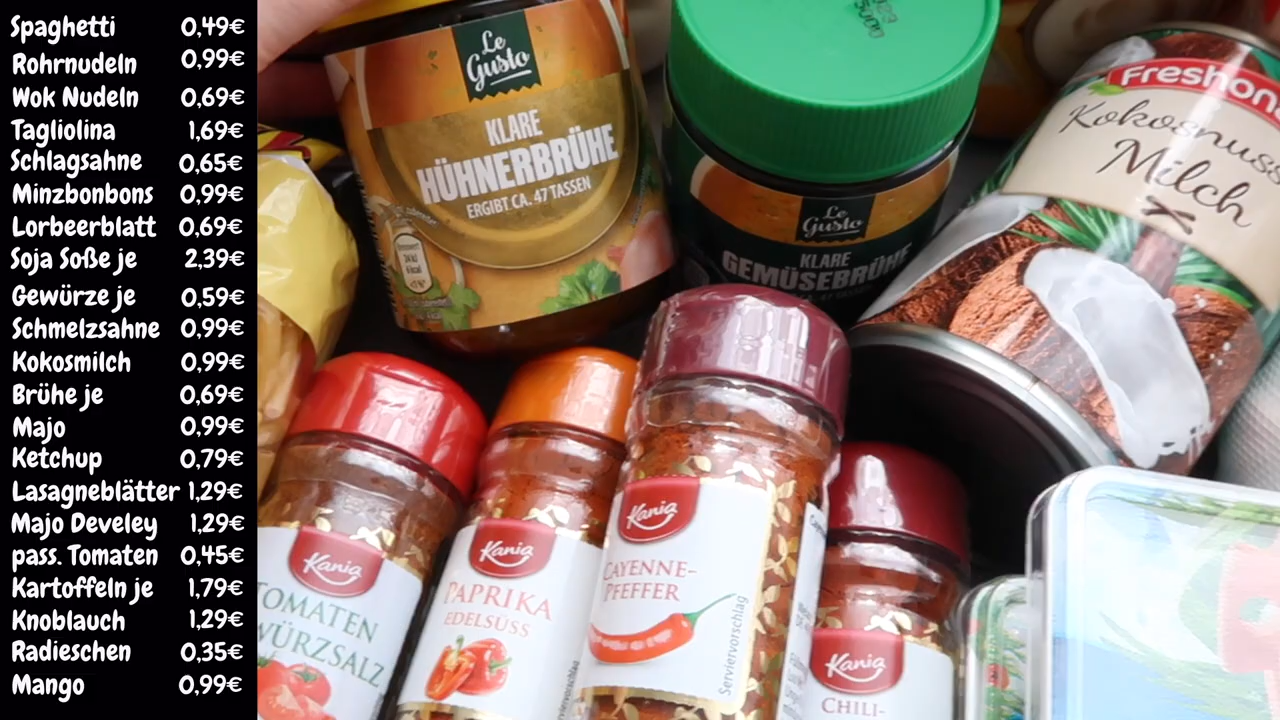 Spaghetti 0,49€
Rohrnudeln 0,99€
Wok Nudeln 0,69€
Tagliolina 1,69€
Schlagsahne 0,65€
Minzbonbons 0,99€
Lorbeerblatt 0,69€
Soja Soße je 2,39€
Gewürze je 0,59€
Schmelzsahne 0,99€
Kokosmilch 0,99€
Brühe je 0,69€
Majo 0,99€
Ketchup 0,79€
Lasagneblätter 1,29€
Majo Develey 1,29€
pass. Tomaten 0,45€
Kartoffeln je 1,79€
Knoblauch 1,29€
Radieschen 0,35€
Mango 0,99€
Le
Gusto
KLARE
HÜHNERBRÜHE
ERGIBT CA. 47 TASSEN
Le
Gusto
KLARE
GEMÜSEBRÜHE
47 TASSEN
Freshon
Kokosnuss
Milch
Kania
TOMATEN
WÜRZSALZ
Kania
PAPRIKA
EDELSÜSS
Kania
CAYENNE-
PFEFFER
Serviervorschlag
Kania
CHILI-